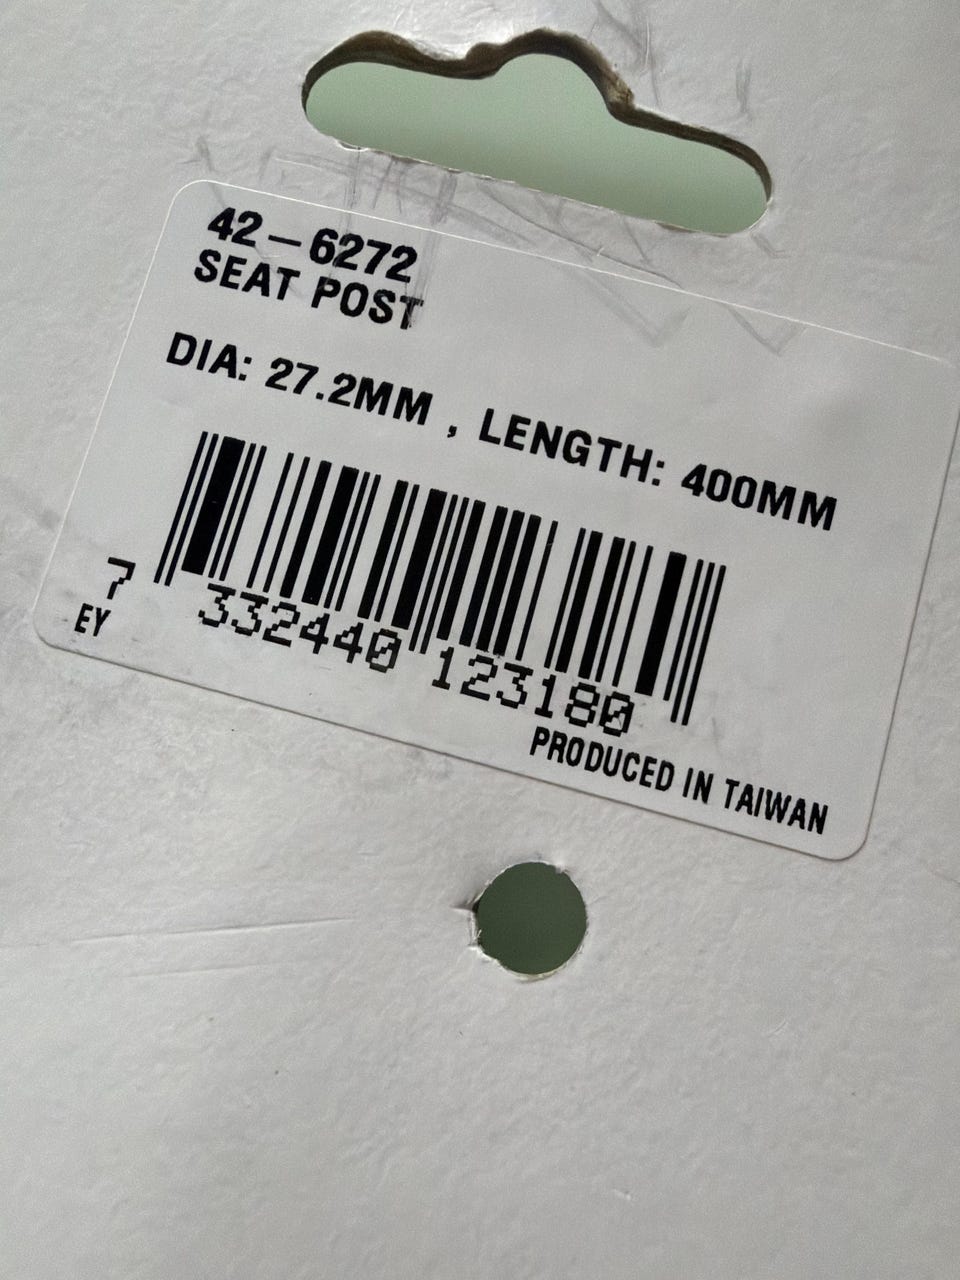 42-6272
SEAT POST
DIA: 27.2MM , LENGTH: 400MM
7 332440 123180
EY
PRODUCED IN TAIWAN